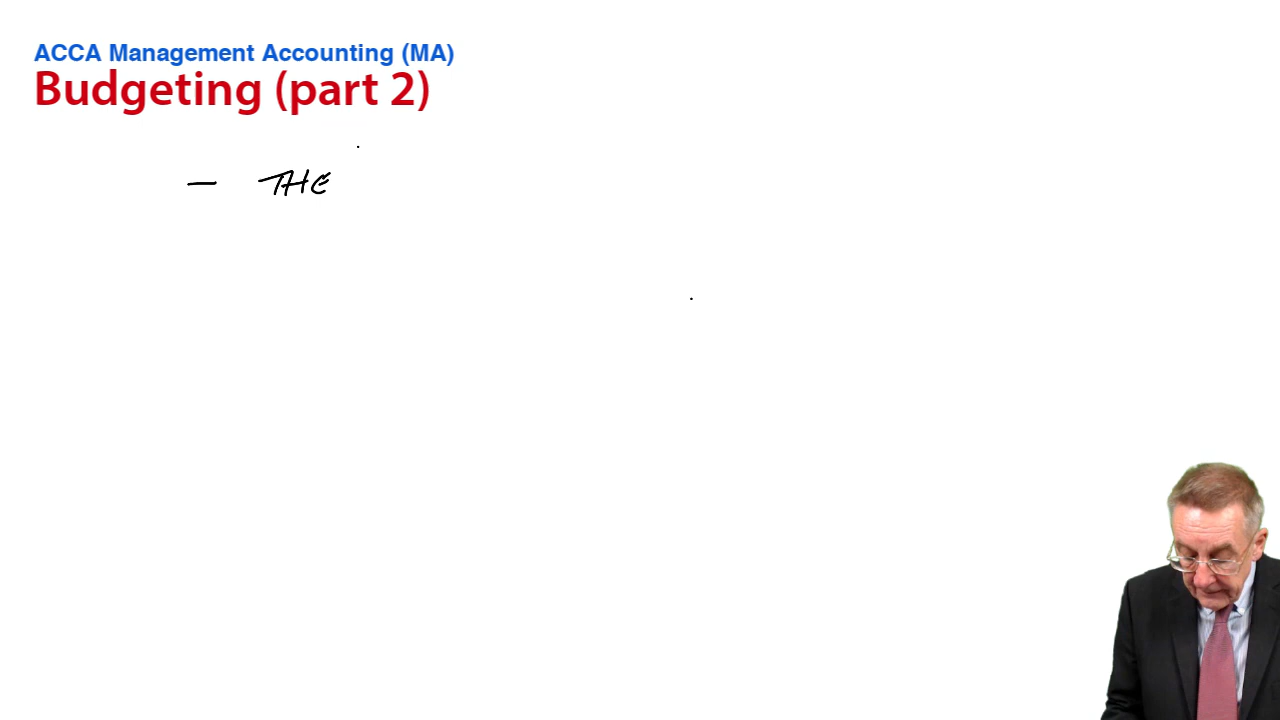 ACCA Management Accounting (MA)
Budgeting (part 2)
— THE